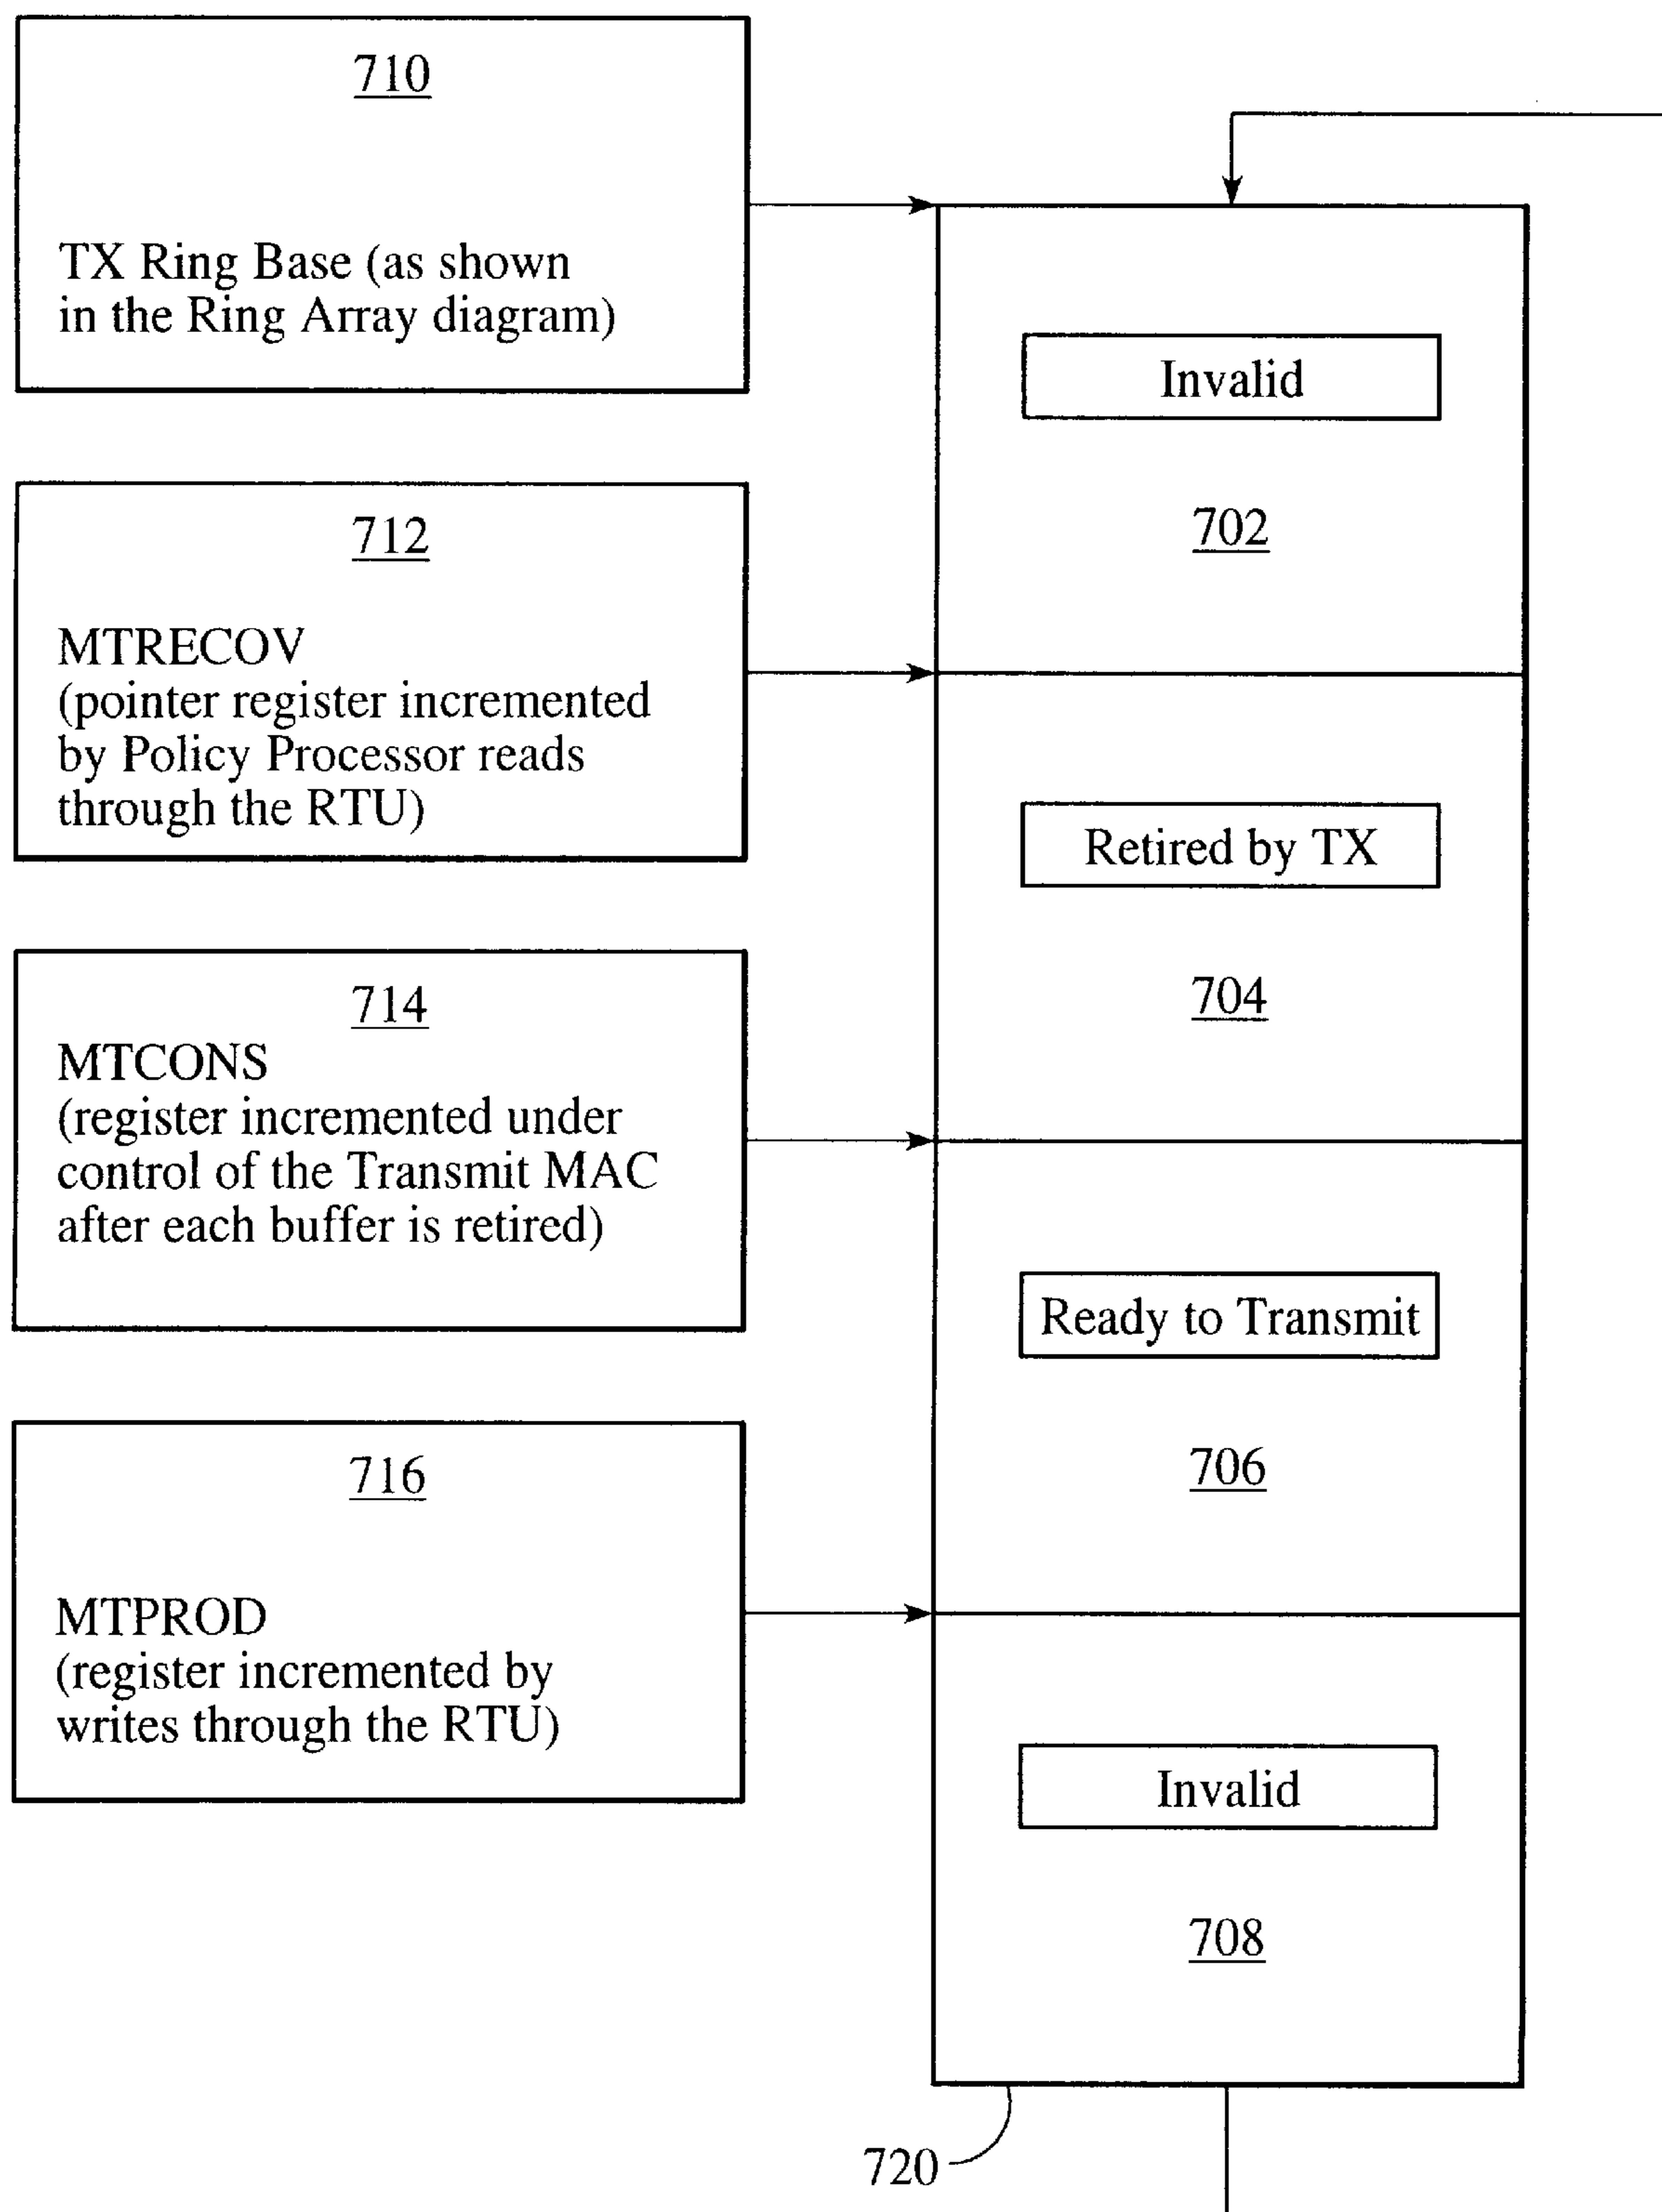 710
TX Ring Base (as shown
in the Ring Array diagram)
712
MTRECOV
(pointer register incremented
by Policy Processor reads
through the RTU)
714
MTCONS
(register incremented under
control of the Transmit MAC
after each buffer is retired)
716
MTPROD
(register incremented by
writes through the RTU)
Invalid
702
Retired by TX
704
Ready to Transmit
706
Invalid
708
720